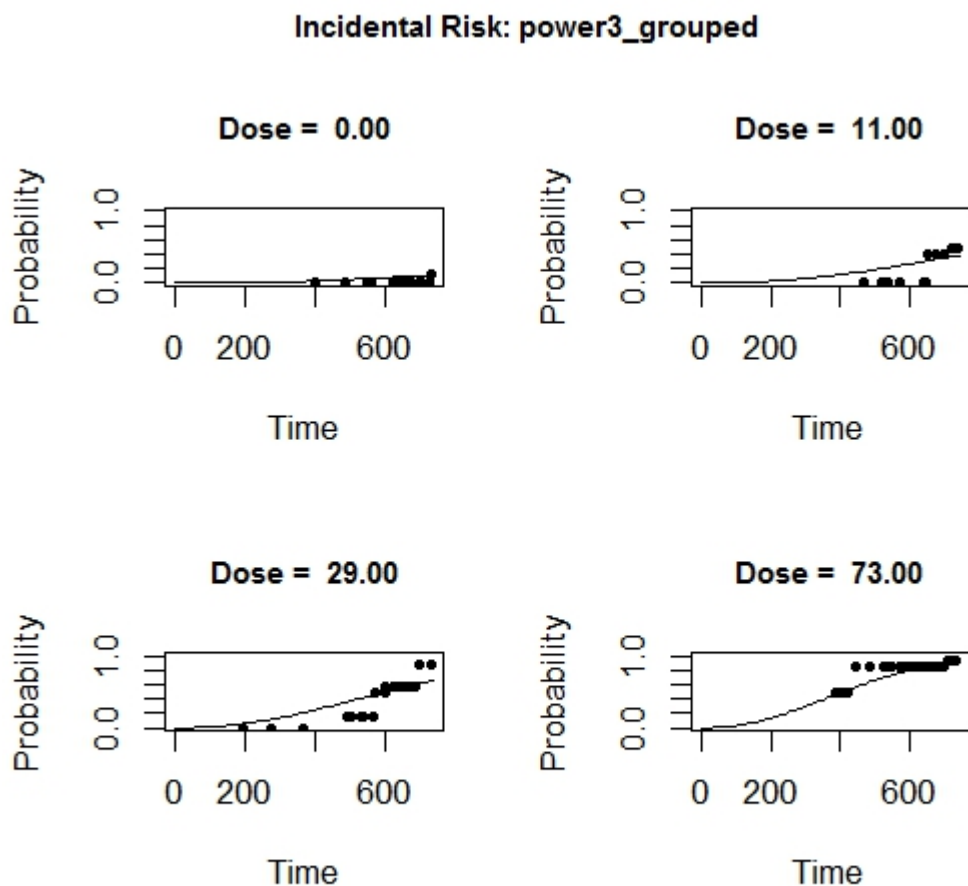 Incidental Risk: power3_grouped
Dose = 0.00
Dose = 11.00
Probability
0.0 1.0
0 200 600
Time
Probability
0.0 1.0
0 200 600
Time
Dose = 29.00
Dose = 73.00
Probability
0.0 1.0
0 200 600
Time
Probability
0.0 1.0
0 200 600
Time